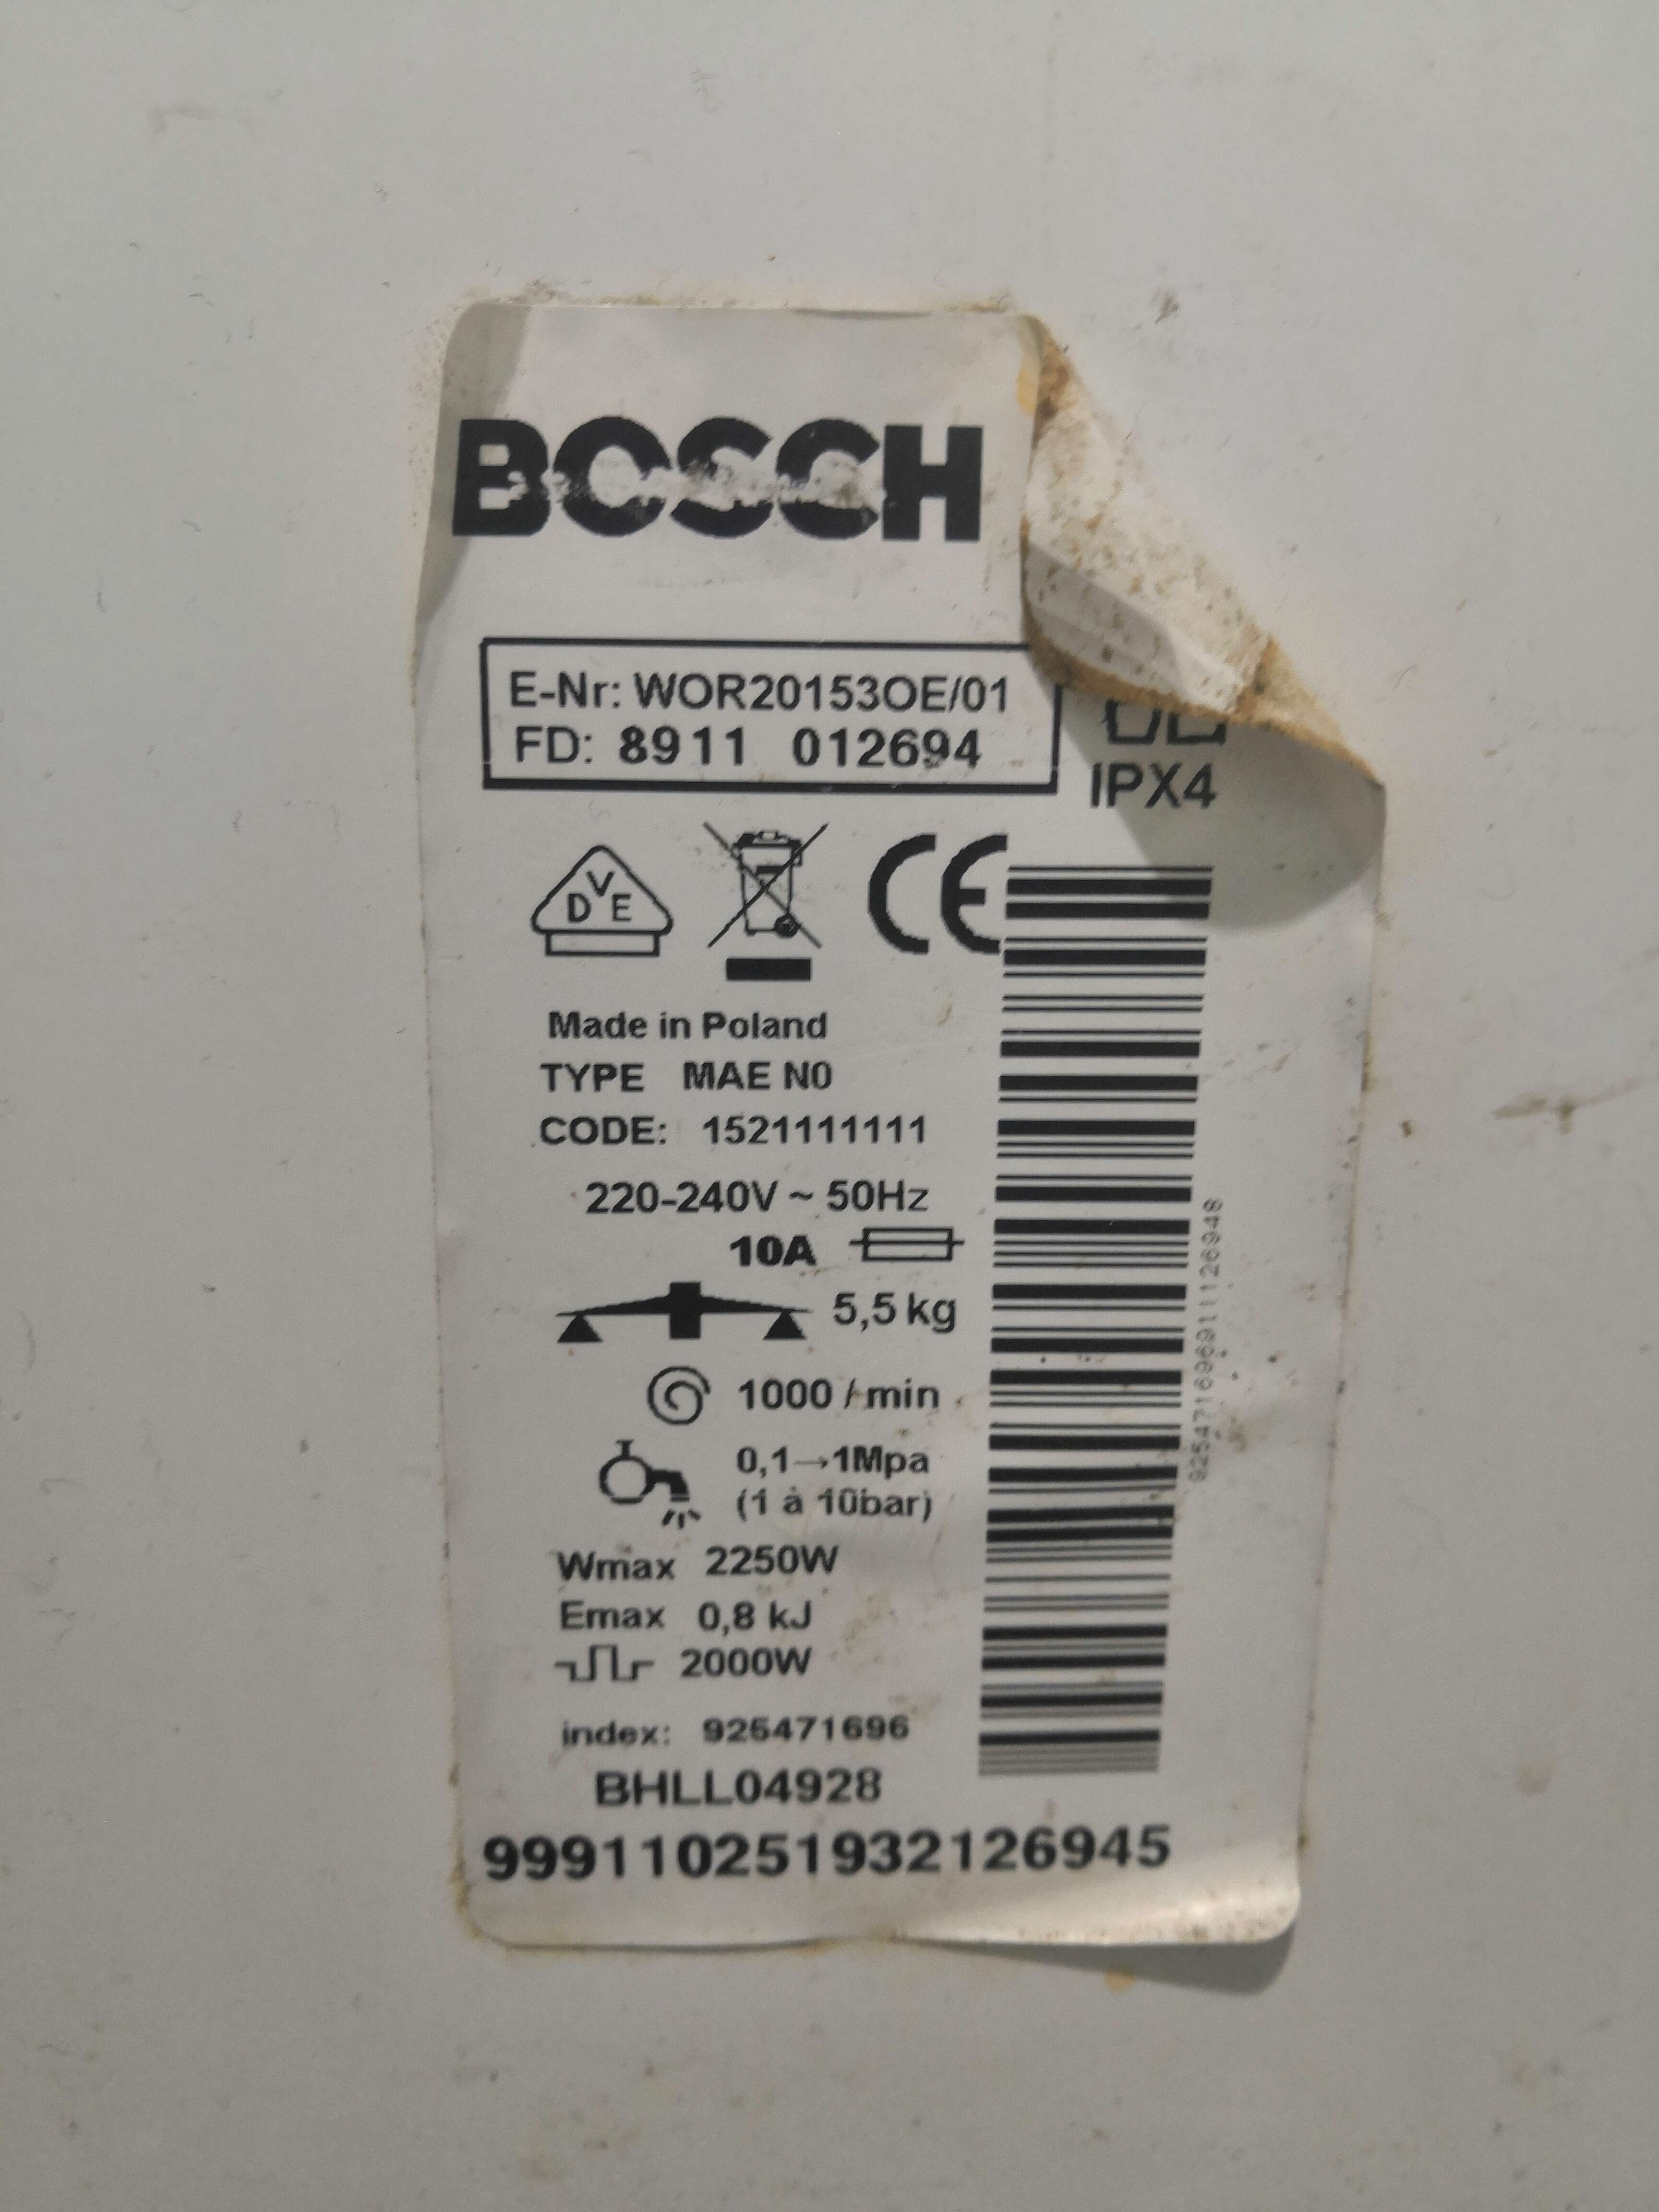 BOSCH
E-Nr: WOR20153OE/01
FD: 8911 012694
IPX4
DVE
CE
Made in Poland
TYPE MAE N0
CODE: 1521111111
220-240V ~ 50Hz
10A
5,5 kg
1000 / min
0,1→1Mpa
(1 à 10bar)
Wmax 2250W
Emax 0,8 kJ
2000W
index: 925471696
BHLL04928
999110251932126945
925471696911126948